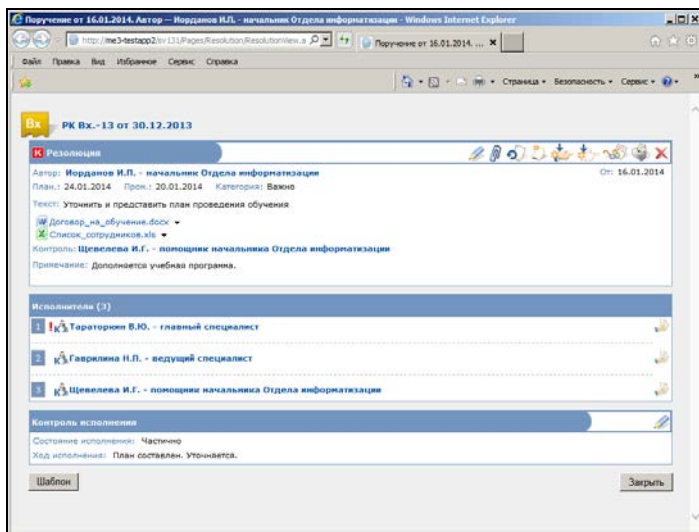 Поручение от 16.01.2014. Автор — Иорданов И.П. - начальник Отдела информатизации - Windows Internet Explorer
http://me3-testapp2/ev131/Pages/Resolution/ResolutionView.a
Поручение от 16.01.2014. ...
Файл Правка Вид Избранное Сервис Справка
Страница Безопасность Сервис
Вх РК Вх.-13 от 30.12.2013
К Резолюция
Автор: Иорданов И.П. - начальник Отдела информатизации От: 16.01.2014
План.: 24.01.2014 Пром.: 20.01.2014 Категория: Важно
Текст: Уточнить и представить план проведения обучения
Договор_на_обучение.docx
Список_сотрудников.xls
Контроль: Щевелева И.Г. - помощник начальника Отдела информатизации
Примечание: Дополняется учебная программа.
Исполнители (3)
1 ! К Тараторкин В.Ю. - главный специалист
2 К Гаврилина Н.П. - ведущий специалист
3 К Щевелева И.Г. - помощник начальника Отдела информатизации
Контроль исполнения
Состояние исполнения: Частично
Ход исполнения: План составлен. Уточняется.
Шаблон Закрыть